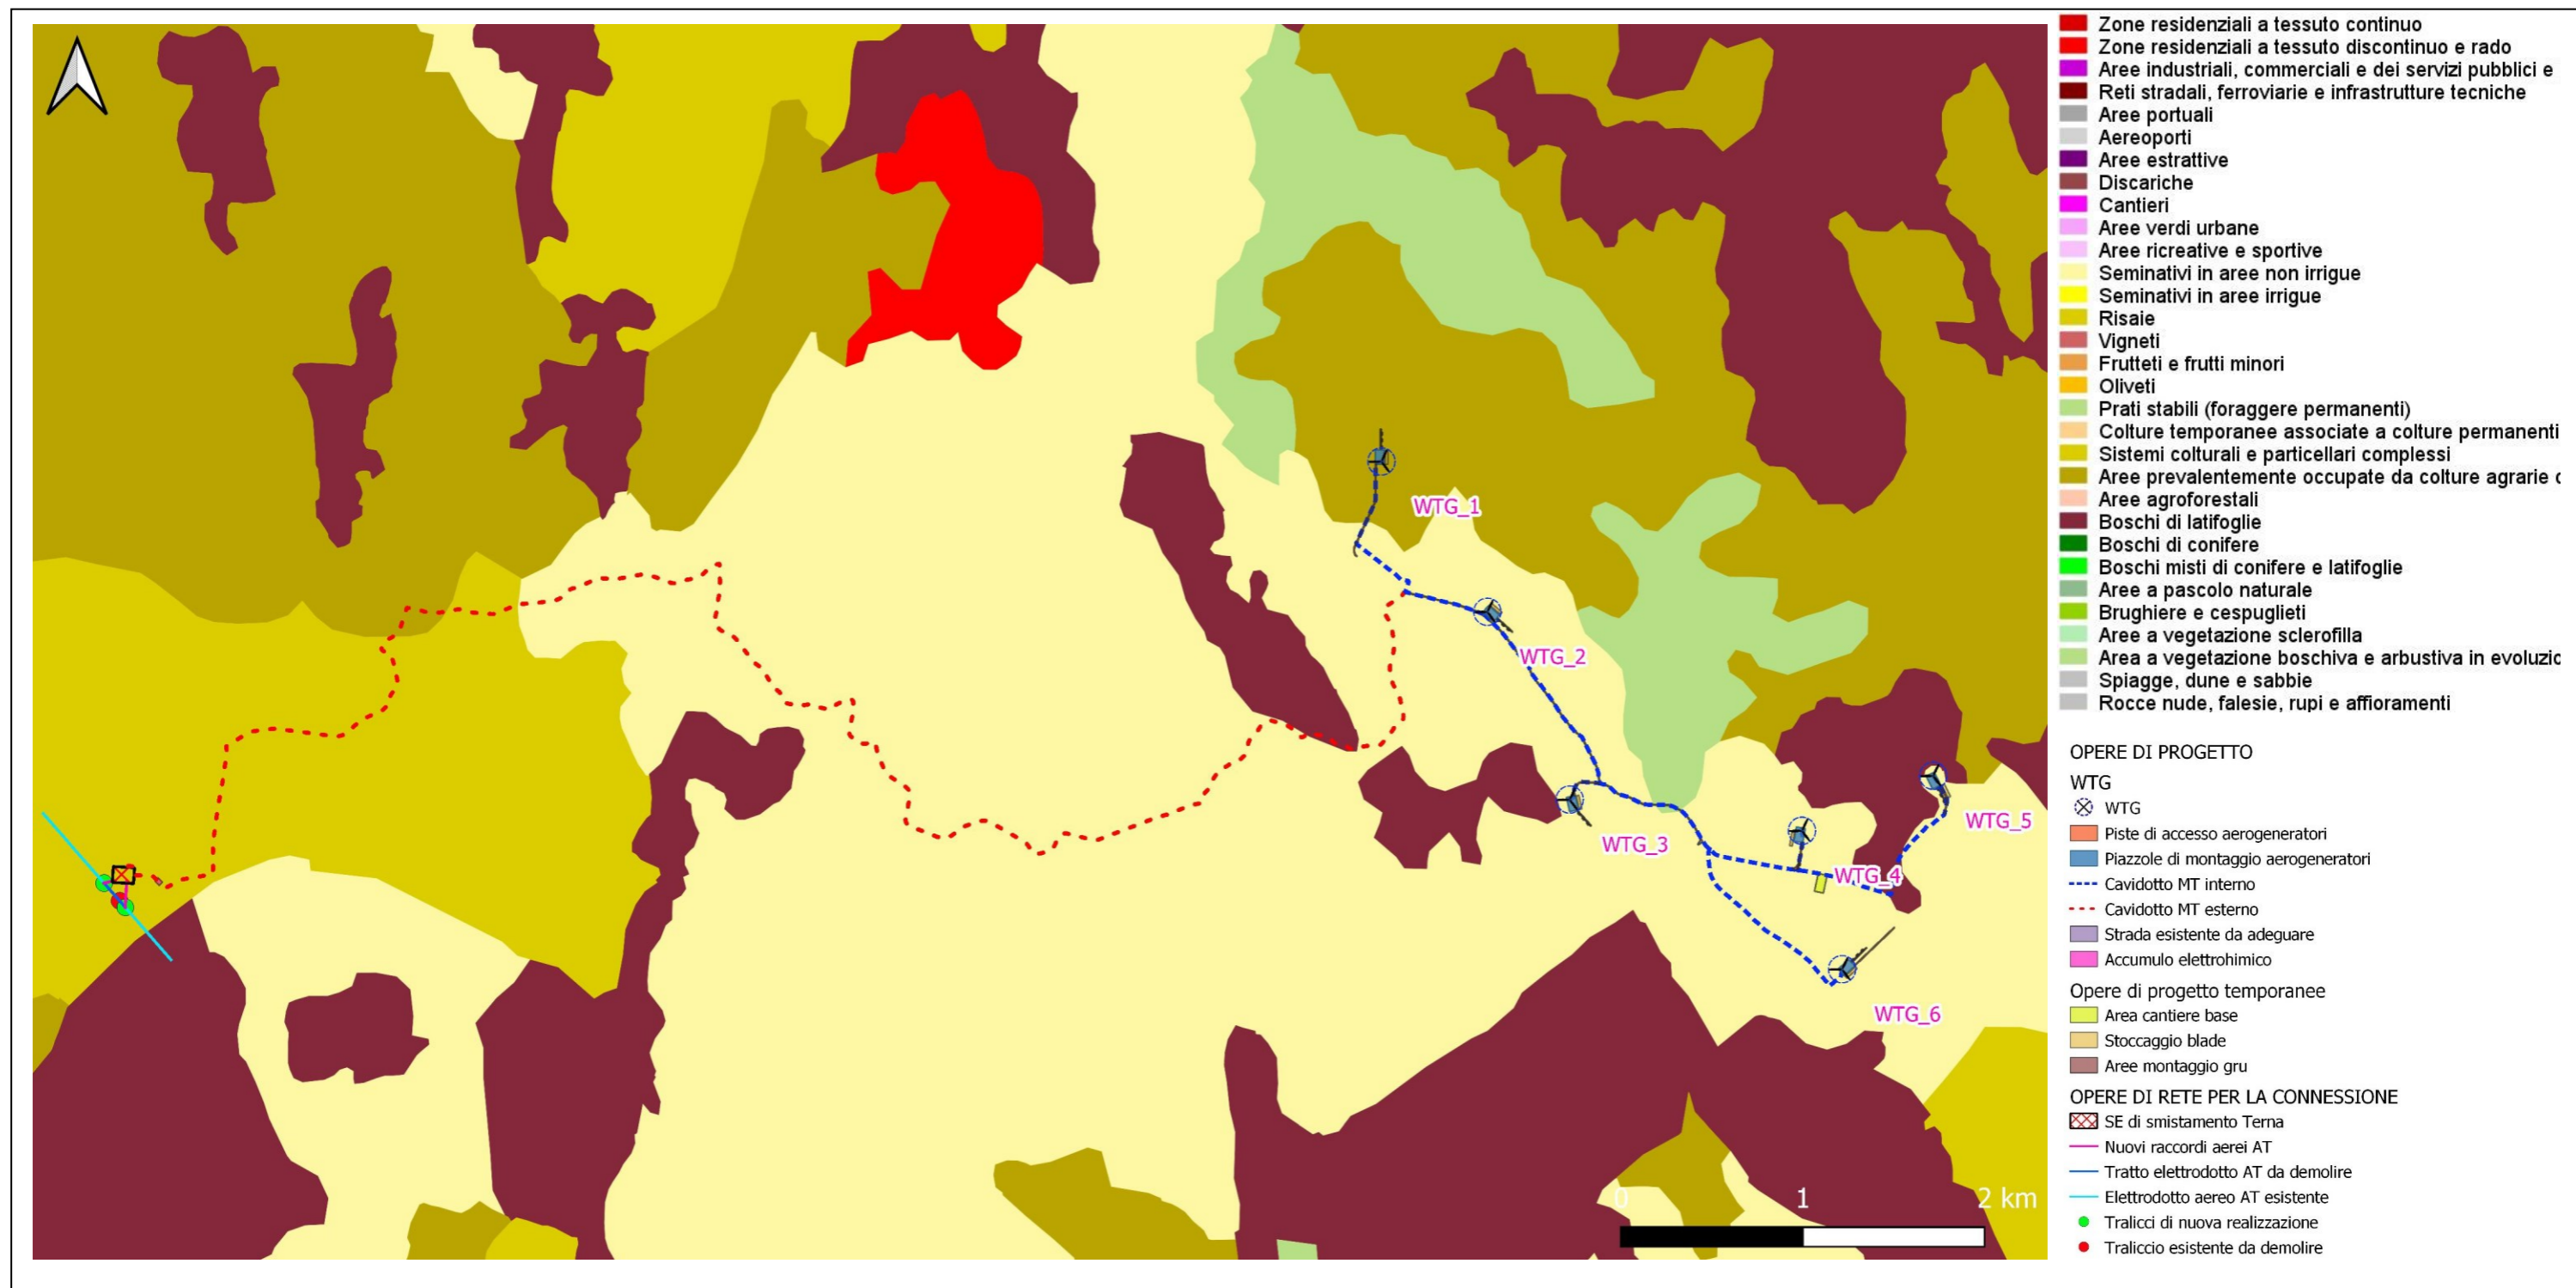 Zone residenziali a tessuto continuo
Zone residenziali a tessuto discontinuo e rado
Aree industriali, commerciali e dei servizi pubblici e
Reti stradali, ferroviarie e infrastrutture tecniche
Aree portuali
Aereoporti
Aree estrattive
Discariche
Cantieri
Aree verdi urbane
Aree ricreative e sportive
Seminativi in aree non irrigue
Seminativi in aree irrigue
Risaie
Vigneti
Frutteti e frutti minori
Oliveti
Prati stabili (foraggere permanenti)
Colture temporanee associate a colture permanenti
Sistemi colturali e particellari complessi
Aree prevalentemente occupate da colture agrarie c
Aree agroforestali
Boschi di latifoglie
Boschi di conifere
Boschi misti di conifere e latifoglie
Aree a pascolo naturale
Brughiere e cespuglieti
Aree a vegetazione sclerofilla
Area a vegetazione boschiva e arbustiva in evoluzic
Spiagge, dune e sabbie
Rocce nude, falesie, rupi e affioramenti
OPERE DI PROGETTO
WTG
WTG
Piste di accesso aerogeneratori
Piazzole di montaggio aerogeneratori
Cavidotto MT interno
Cavidotto MT esterno
Strada esistente da adeguare
Accumulo elettrohimico
Opere di progetto temporanee
Area cantiere base
Stoccaggio blade
Aree montaggio gru
OPERE DI RETE PER LA CONNESSIONE
SE di smistamento Terna
Nuovi raccordi aerei AT
Tratto elettrodotto AT da demolire
Elettrodotto aereo AT esistente
Tralicci di nuova realizzazione
Traliccio esistente da demolire
WTG_1
WTG_2
WTG_3
WTG_4
WTG_5
WTG_6
0 1 2 km